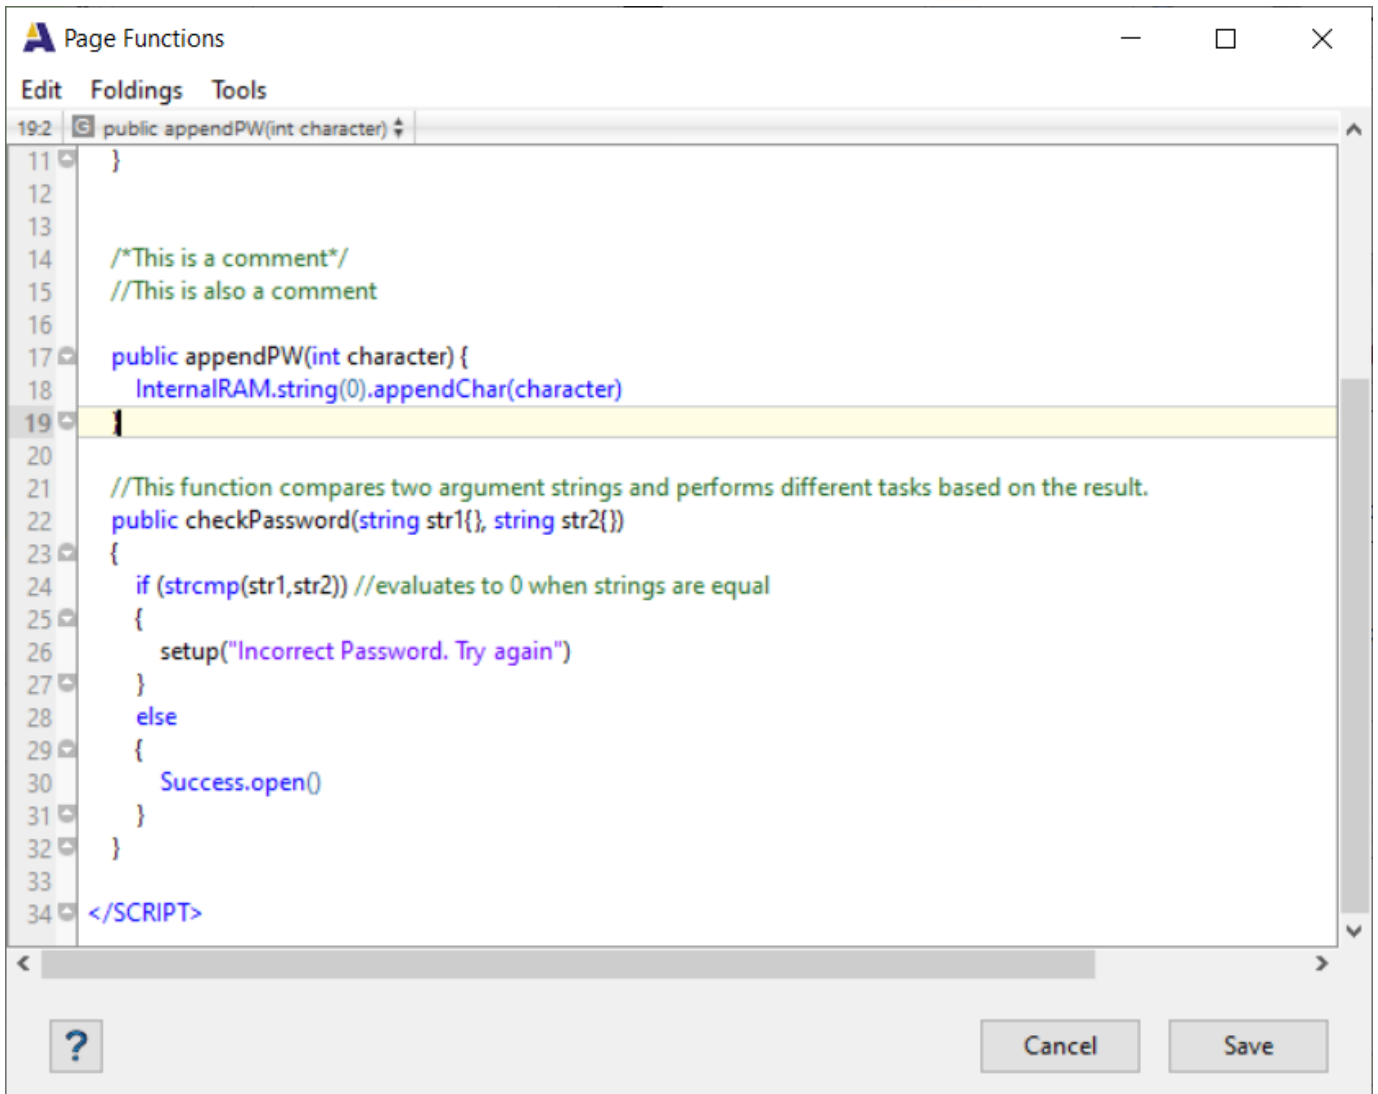 Page Functions
Edit Foldings Tools
19:2 G public appendPW(int character)
11 }
12
13
14 /*This is a comment*/
15 //This is also a comment
16
17 public appendPW(int character) {
18 InternalRAM.string(0).appendChar(character)
19 }
20
21 //This function compares two argument strings and performs different tasks based on the result.
22 public checkPassword(string str1{}, string str2{})
23 {
24 if (strcmp(str1,str2)) //evaluates to 0 when strings are equal
25 {
26 setup("Incorrect Password. Try again")
27 }
28 else
29 {
30 Success.open()
31 }
32 }
33
34 </SCRIPT>
? Cancel Save